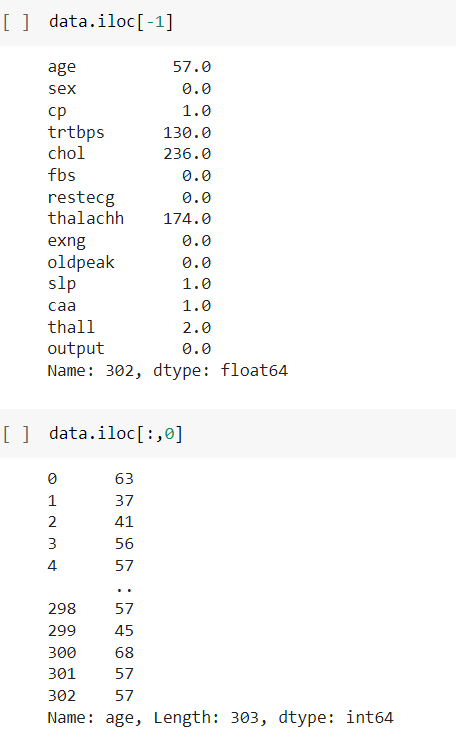 [ ] data.iloc[-1]
age 57.0
sex 0.0
cp 1.0
trtbps 130.0
chol 236.0
fbs 0.0
restecg 0.0
thalachh 174.0
exng 0.0
oldpeak 0.0
slp 1.0
caa 1.0
thall 2.0
output 0.0
Name: 302, dtype: float64
[ ] data.iloc[:,0]
0 63
1 37
2 41
3 56
4 57
..
298 57
299 45
300 68
301 57
302 57
Name: age, Length: 303, dtype: int64